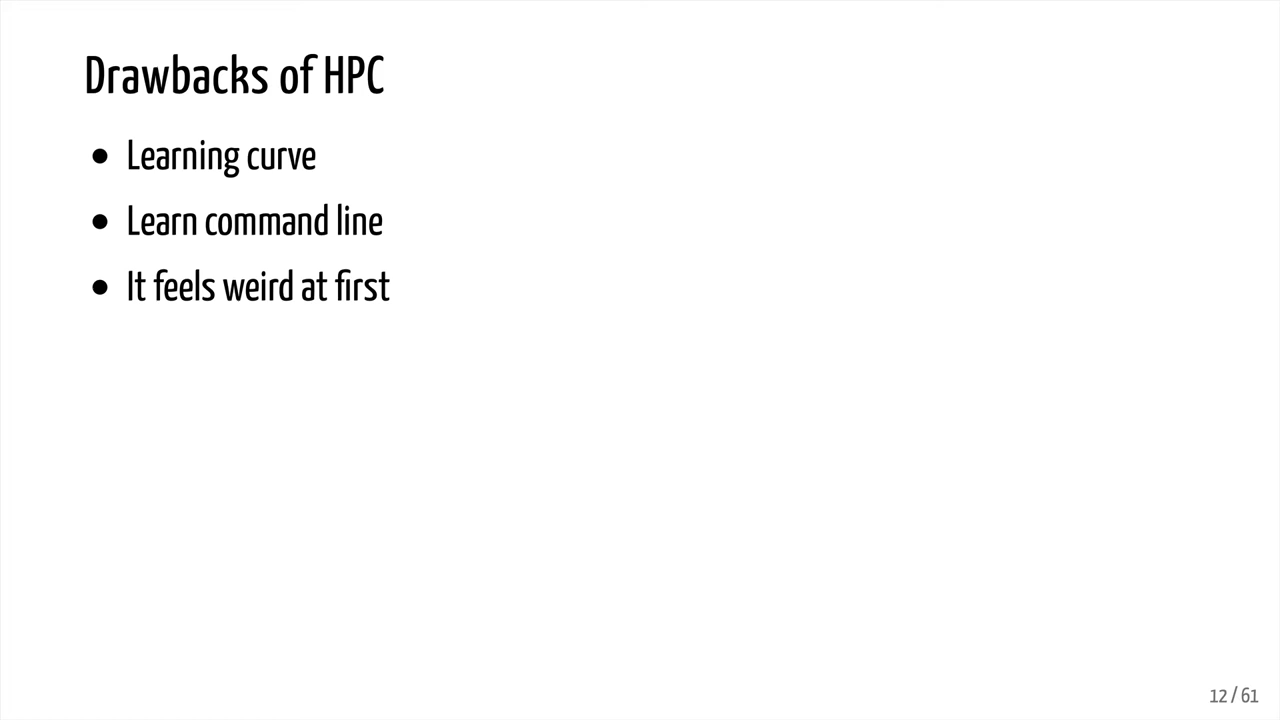 Drawbacks of HPC
• Learning curve
• Learn command line
• It feels weird at first
12 / 61